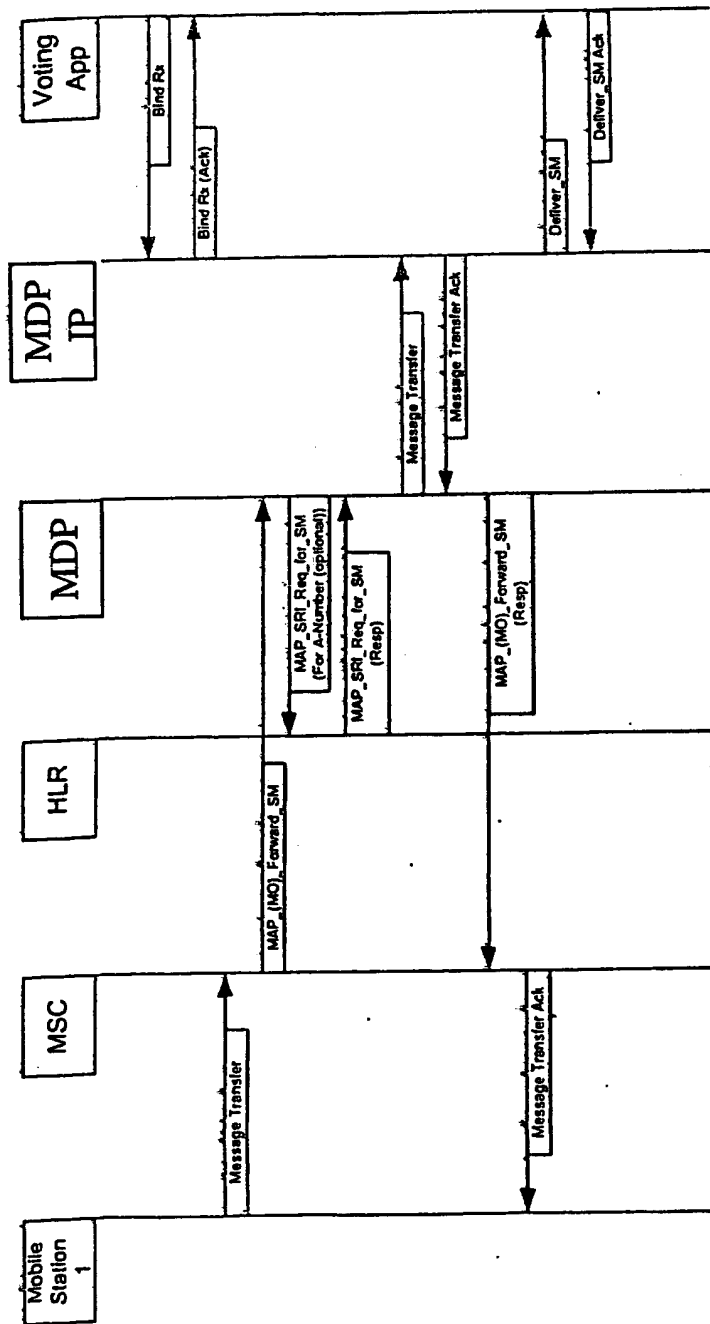 Mobile
Station
1
MSC
HLR
MDP
MDP
IP
Voting
App
Bind Rx
Bind Rx (Ack)
Message Transfer
MAP_(MO)_Forward_SM
MAP_SRI_Req_for_SM
(For A-Number (optional))
MAP_SRI_Req_for_SM
(Resp)
Message Transfer
Message Transfer Ack
MAP_(MO)_Forward_SM
(Resp)
Message Transfer Ack
Deliver_SM
Deliver_SM Ack